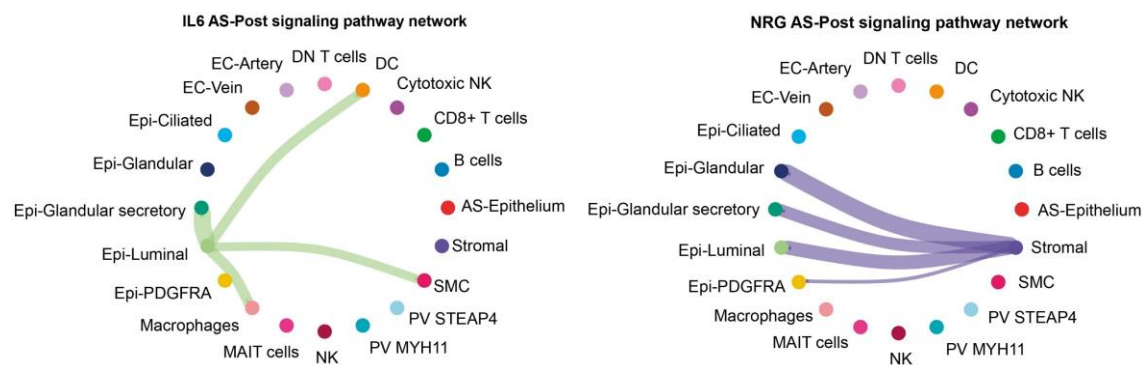 IL6 AS-Post signaling pathway network
DN T cells
DC
EC-Artery
Cytotoxic NK
EC-Vein
CD8+ T cells
Epi-Ciliated
B cells
Epi-Glandular
AS-Epithelium
Epi-Glandular secretory
Stromal
Epi-Luminal
SMC
Epi-PDGFRA
PV STEAP4
Macrophages
PV MYH11
MAIT cells
NK
NRG AS-Post signaling pathway network
DN T cells
DC
EC-Artery
Cytotoxic NK
EC-Vein
CD8+ T cells
Epi-Ciliated
B cells
Epi-Glandular
AS-Epithelium
Epi-Glandular secretory
Stromal
Epi-Luminal
SMC
Epi-PDGFRA
PV STEAP4
Macrophages
PV MYH11
MAIT cells
NK